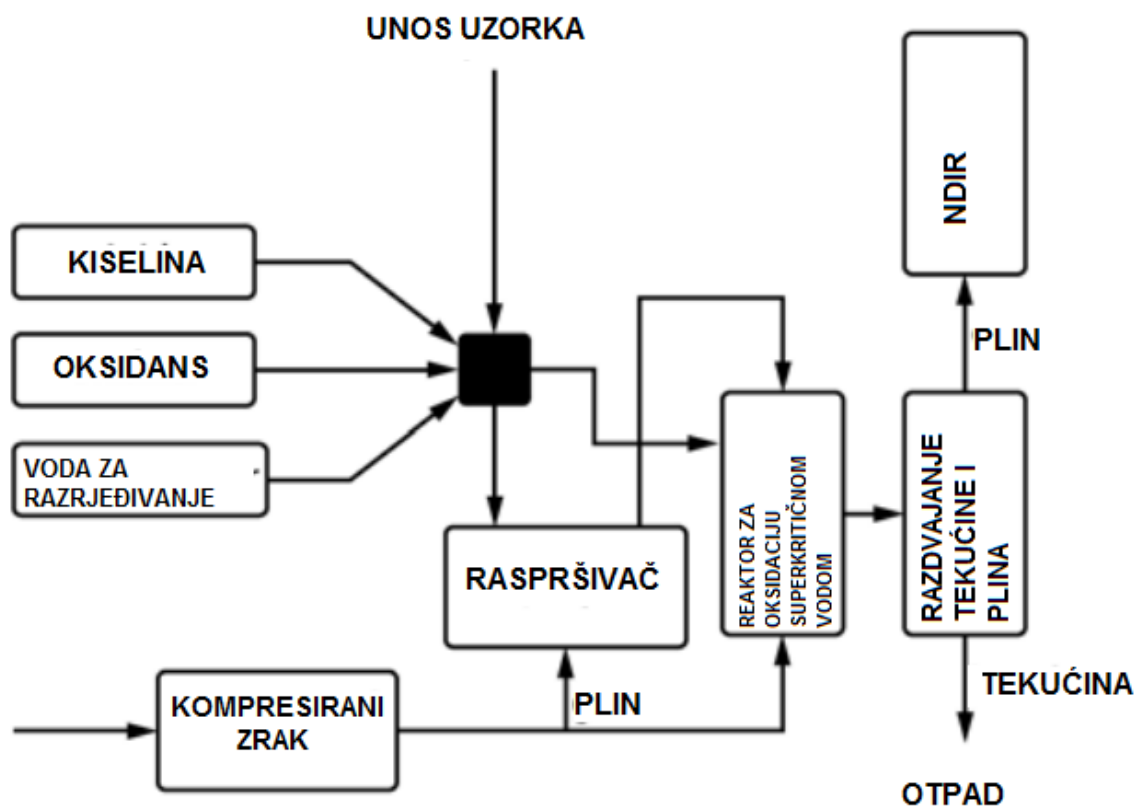 UNOS UZORKA
NDIR
KISELINA
PLIN
OKSIDANS
VODA ZA
RAZRJEĐIVANJE
RASPRŠIVAČ
REAKTOR ZA
OKSIDACIJU
SUPERKRITIČNOM
VODOM
RAZDVAJANJE
TEKUĆINE I
PLINA
KOMPRESIRANI
ZRAK
PLIN
TEKUĆINA
OTPAD